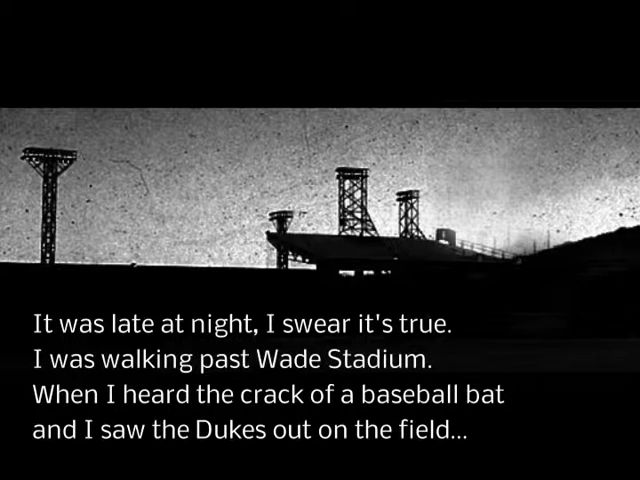 It was late at night, I swear it's true.
I was walking past Wade Stadium.
When I heard the crack of a baseball bat
and I saw the Dukes out on the field...